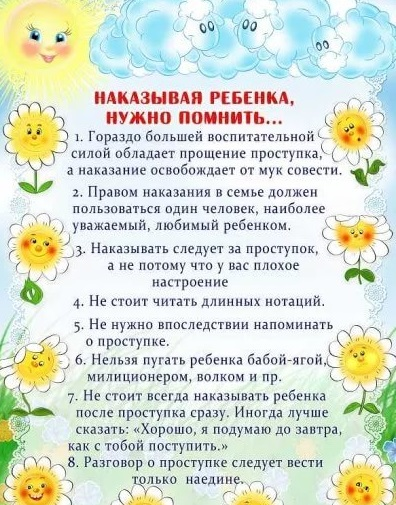 НАКАЗЫВАЯ РЕБЕНКА,
НУЖНО ПОМНИТЬ...
1. Гораздо большей воспитательной
силой обладает прощение проступка,
а наказание освобождает от мук совести.
2. Правом наказания в семье должен
пользоваться один человек, наиболее
уважаемый, любимый ребенком.
3. Наказывать следует за проступок,
а не потому что у вас плохое
настроение
4. Не стоит читать длинных нотаций.
5. Не нужно впоследствии напоминать
о проступке.
6. Нельзя пугать ребенка бабой-ягой,
милиционером, волком и пр.
7. Не стоит всегда наказывать ребенка
после проступка сразу. Иногда лучше
сказать: «Хорошо, я подумаю до завтра,
как с тобой поступить.»
8. Разговор о проступке следует вести
только наедине.